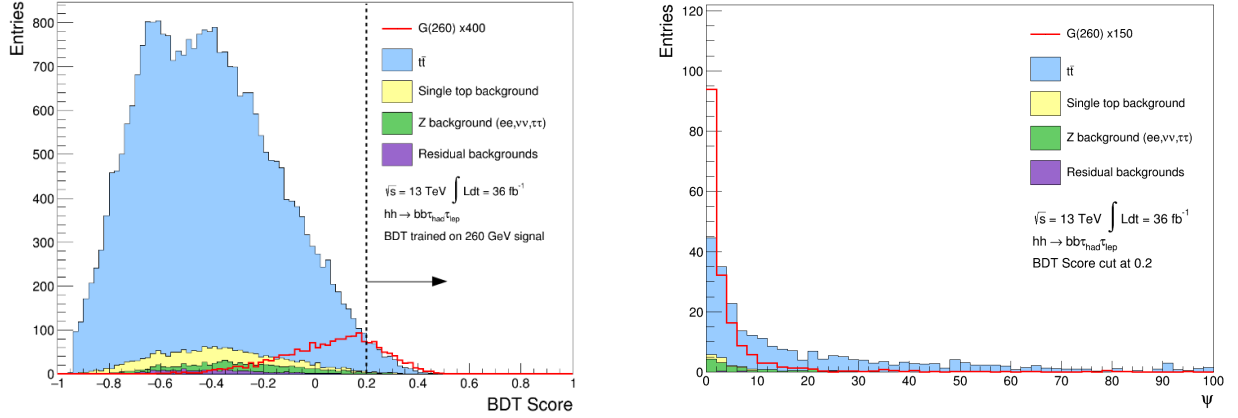 Entries
800
700
600
500
400
300
200
100
0
G(260) x400
tt̄
Single top background
Z background (ee,νν,ττ)
Residual backgrounds
√s = 13 TeV ∫ Ldt = 36 fb⁻¹
hh → bbτ_had τ_lep
BDT trained on 260 GeV signal
-1 -0.8 -0.6 -0.4 -0.2 0 0.2 0.4 0.6 0.8 1
BDT Score
Entries
120
100
80
60
40
20
0
G(260) x150
tt̄
Single top background
Z background (ee,νν,ττ)
Residual backgrounds
√s = 13 TeV ∫ Ldt = 36 fb⁻¹
hh → bbτ_had τ_lep
BDT Score cut at 0.2
0 10 20 30 40 50 60 70 80 90 100
ψ